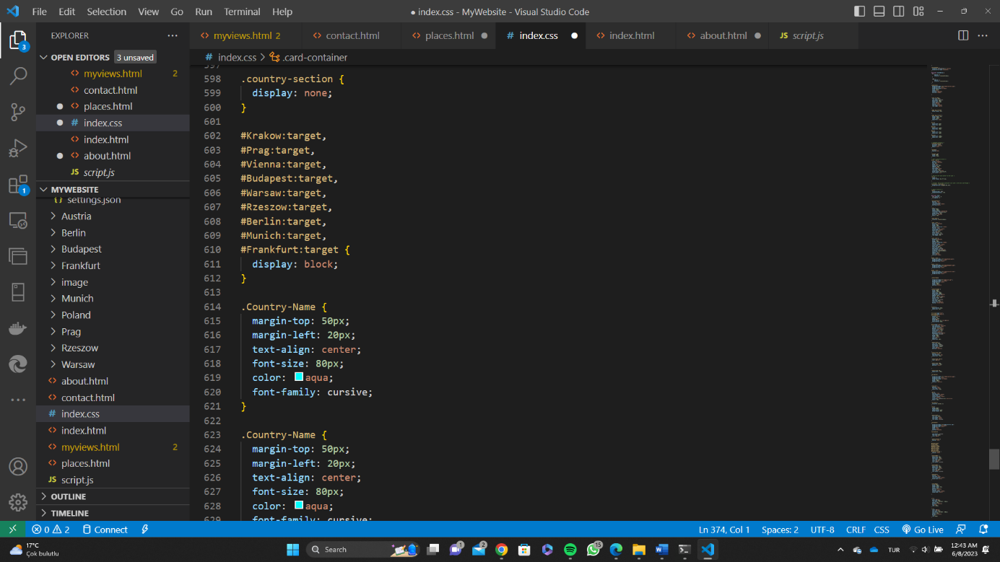 File Edit Selection View Go Run Terminal Help
● index.css - MyWebsite - Visual Studio Code
EXPLORER
OPEN EDITORS 3 unsaved
myviews.html 2
contact.html
places.html
index.css
index.html
about.html
JS script.js
MYWEBSITE
settings.json
Austria
Berlin
Budapest
Frankfurt
image
Munich
Poland
Prag
Rzeszow
Warsaw
about.html
contact.html
# index.css
index.html
myviews.html 2
places.html
JS script.js
OUTLINE
TIMELINE
3
1
myviews.html 2 contact.html places.html # index.css index.html about.html JS script.js
# index.css > .card-container
597
598 .country-section {
599 display: none;
600 }
601
602 #Krakow:target,
603 #Prag:target,
604 #Vienna:target,
605 #Budapest:target,
606 #Warsaw:target,
607 #Rzeszow:target,
608 #Berlin:target,
609 #Munich:target,
610 #Frankfurt:target {
611 display: block;
612 }
613
614 .Country-Name {
615 margin-top: 50px;
616 margin-left: 20px;
617 text-align: center;
618 font-size: 80px;
619 color: aqua;
620 font-family: cursive;
621 }
622
623 .Country-Name {
624 margin-top: 50px;
625 margin-left: 20px;
626 text-align: center;
627 font-size: 80px;
628 color: aqua;
629 font-family: cursive;
0 2 Connect
Ln 374, Col 1 Spaces: 2 UTF-8 CRLF CSS Go Live
17°C
Çok bulutlu
Search
1 2 15
TUR
12:43 AM
6/8/2023